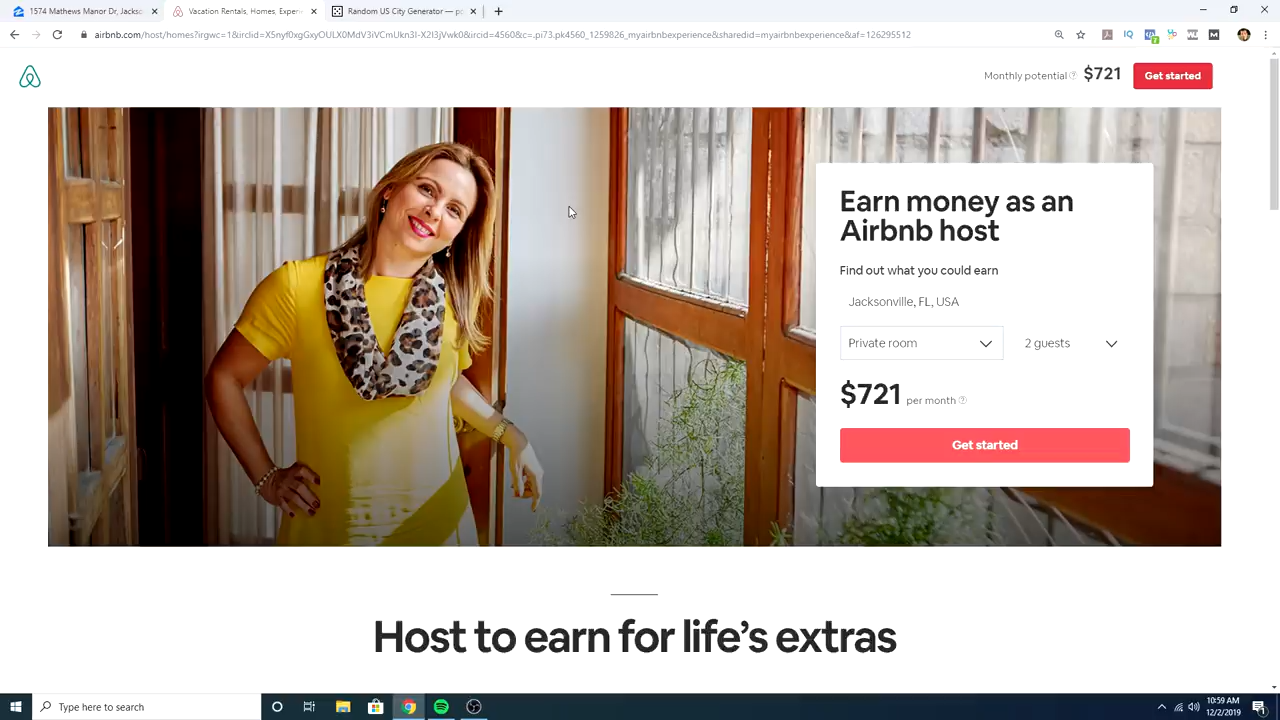 1574 Mathews Manor Dr, Jackso
Vacation Rentals, Homes, Experi
Random US City Generator — po
airbnb.com/host/homes?irgwc=1&irclid=X5nyf0xgGxyOULX0MdV3iVCmUkn3I-X2I3jVwk0&ircid=4560&c=.pi73.pk4560_1259826_myairbnbexperience&sharedid=myairbnbexperience&af=126295512
Monthly potential ? $721 Get started
Earn money as an
Airbnb host
Find out what you could earn
Jacksonville, FL, USA
Private room 2 guests
$721 per month ?
Get started
Host to earn for life’s extras
Type here to search
10:59 AM
12/2/2019